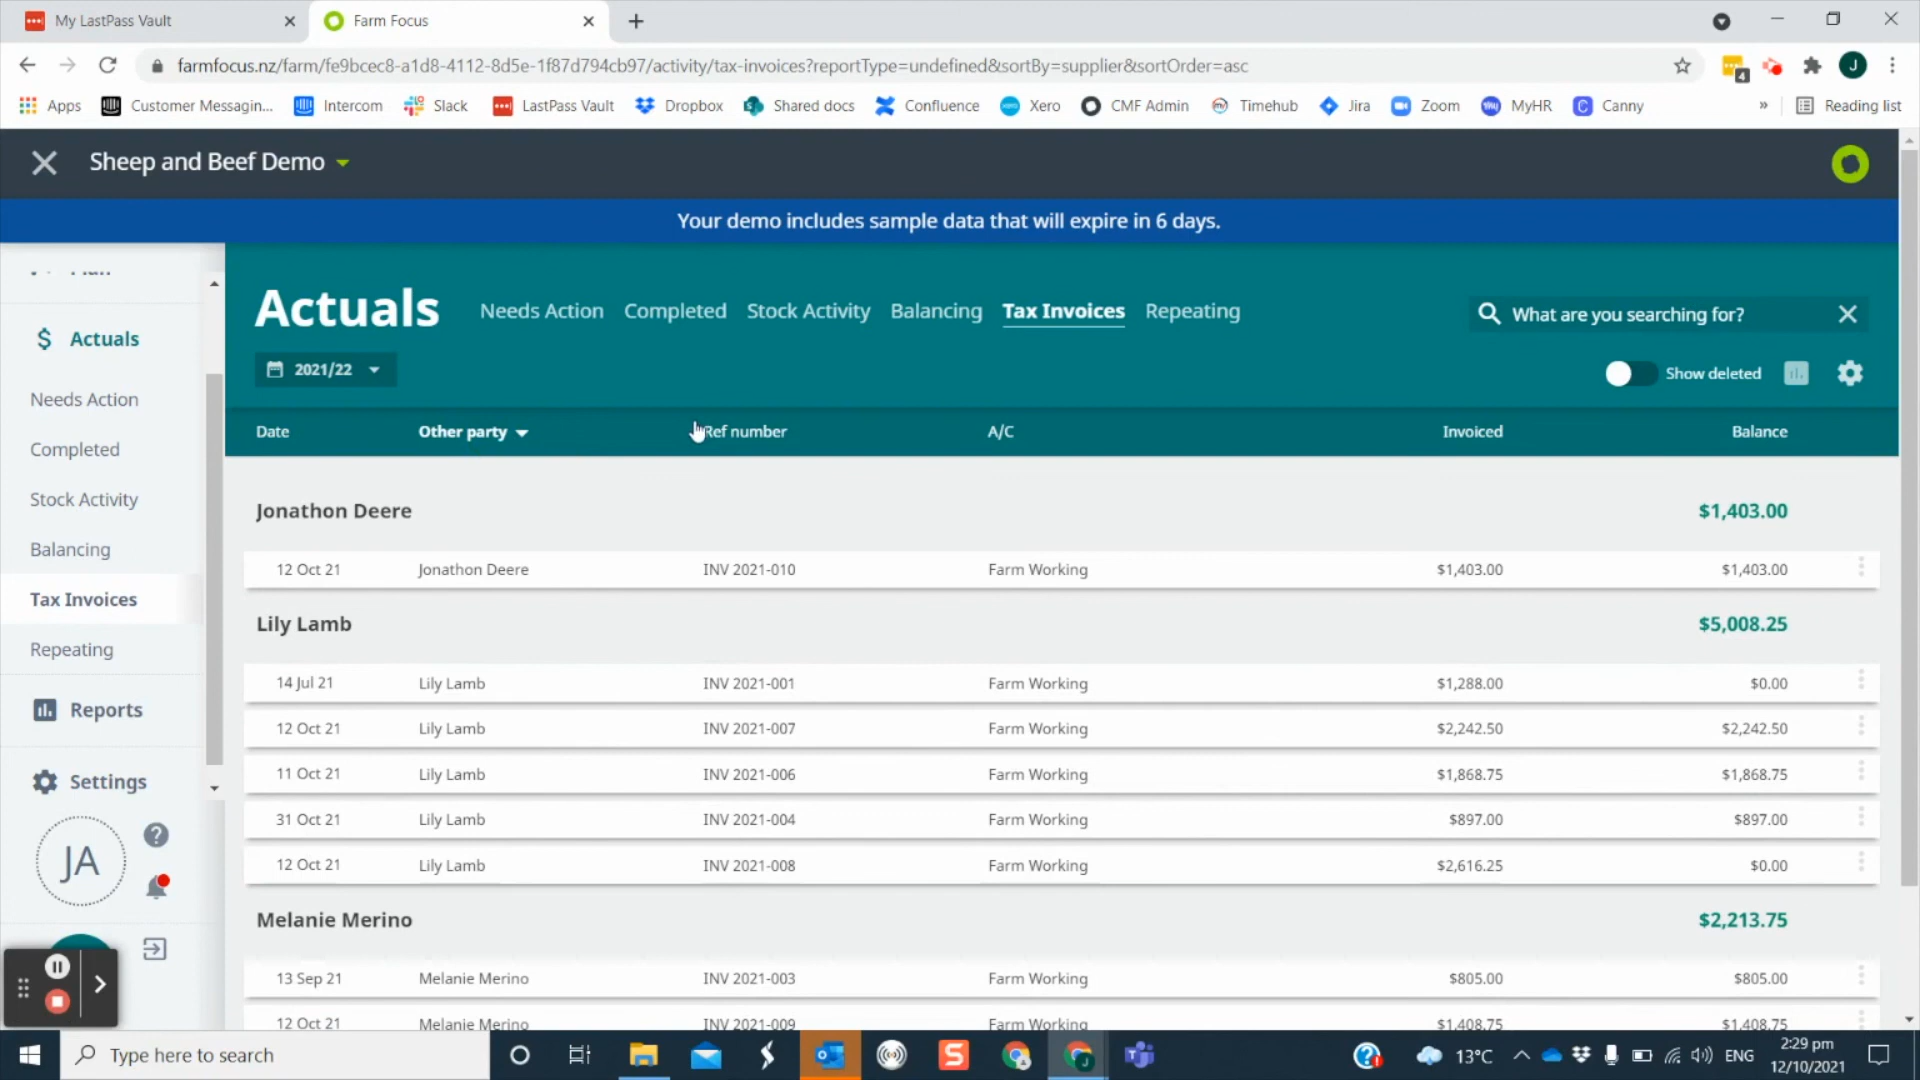 My LastPass Vault
Farm Focus
farmfocus.nz/farm/fe9bcec8-a1d8-4112-8d5e-1f87d794cb97/activity/tax-invoices?reportType=undefined&sortBy=supplier&sortOrder=asc
4
J
Apps Customer Messagin... Intercom Slack LastPass Vault Dropbox Shared docs Confluence Xero CMF Admin Timehub Jira Zoom MyHR Canny » Reading list
Sheep and Beef Demo
Your demo includes sample data that will expire in 6 days.
Actuals
Needs Action
Completed
Stock Activity
Balancing
Tax Invoices
Repeating
Reports
Settings
JA
Actuals Needs Action Completed Stock Activity Balancing Tax Invoices Repeating
What are you searching for?
2021/22
Show deleted
Date Other party Ref number A/C Invoiced Balance
Jonathon Deere $1,403.00
12 Oct 21 Jonathon Deere INV 2021-010 Farm Working $1,403.00 $1,403.00
Lily Lamb $5,008.25
14 Jul 21 Lily Lamb INV 2021-001 Farm Working $1,288.00 $0.00
12 Oct 21 Lily Lamb INV 2021-007 Farm Working $2,242.50 $2,242.50
11 Oct 21 Lily Lamb INV 2021-006 Farm Working $1,868.75 $1,868.75
31 Oct 21 Lily Lamb INV 2021-004 Farm Working $897.00 $897.00
12 Oct 21 Lily Lamb INV 2021-008 Farm Working $2,616.25 $0.00
Melanie Merino $2,213.75
13 Sep 21 Melanie Merino INV 2021-003 Farm Working $805.00 $805.00
12 Oct 21 Melanie Merino INV 2021-009 Farm Working $1,408.75 $1,408.75
Type here to search
13°C
ENG
2:29 pm
12/10/2021